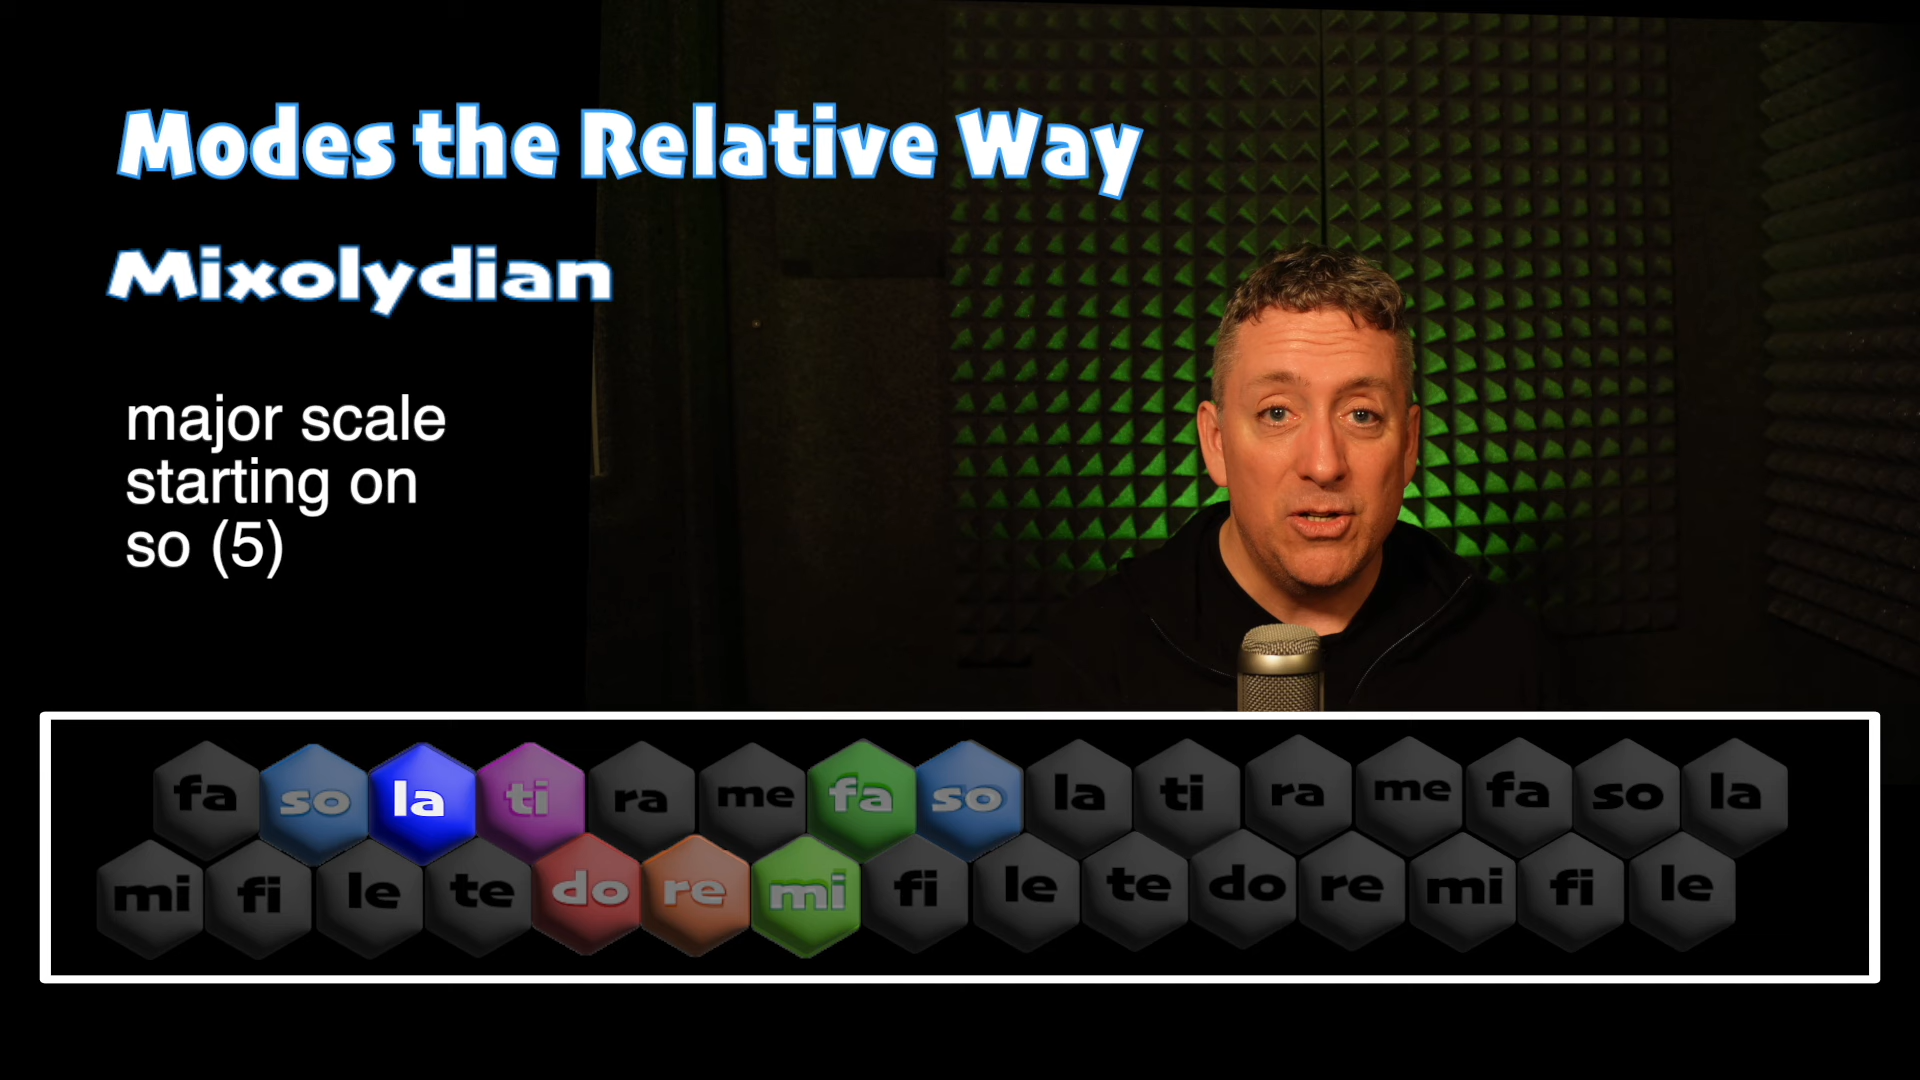 Modes the Relative Way
Mixolydian
major scale
starting on
so (5)
fa so la ti ra me fa so la ti ra me fa so la
mi fi le te do re mi fi le te do re mi fi le